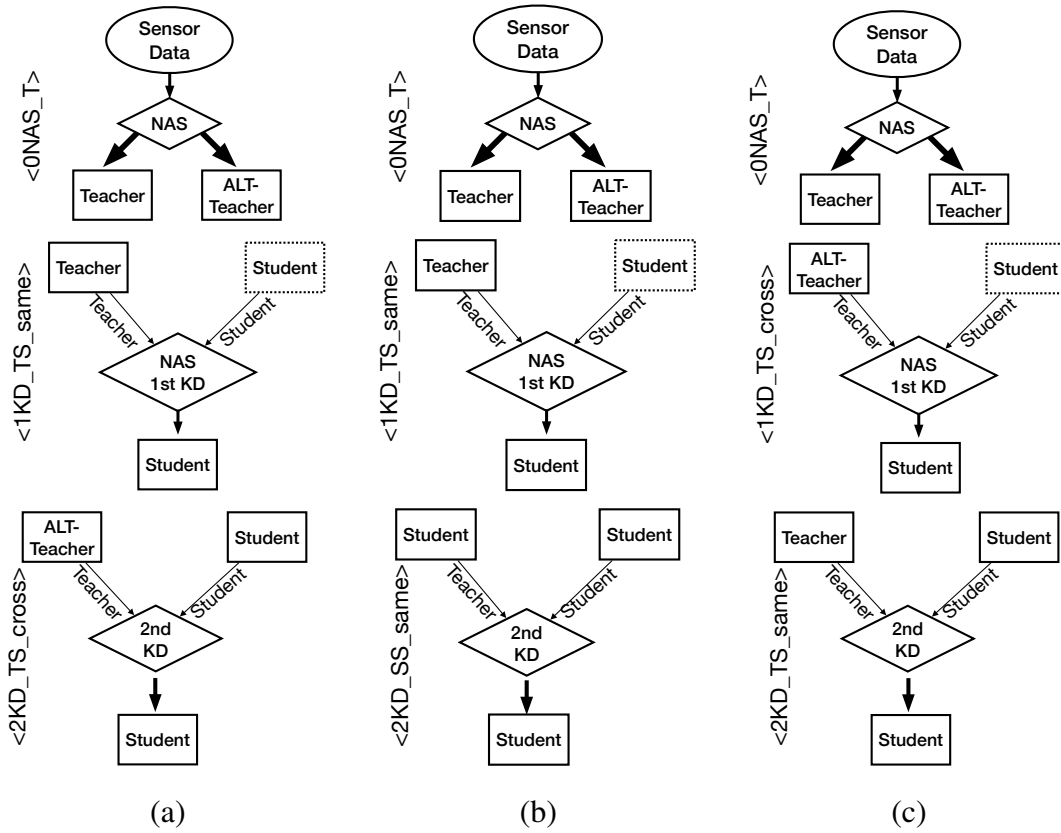 Sensor
Data
<0NAS_T>
NAS
Teacher
ALT-
Teacher
<1KD_TS_same>
Teacher
Student
Teacher
Student
NAS
1st KD
Student
<2KD_TS_cross>
ALT-
Teacher
Student
Teacher
Student
2nd
KD
Student
(a)
Sensor
Data
<0NAS_T>
NAS
Teacher
ALT-
Teacher
<1KD_TS_same>
Teacher
Student
Teacher
Student
NAS
1st KD
Student
<2KD_SS_same>
Student
Student
Teacher
Student
2nd
KD
Student
(b)
Sensor
Data
<0NAS_T>
NAS
Teacher
ALT-
Teacher
<1KD_TS_cross>
ALT-
Teacher
Student
Teacher
Student
NAS
1st KD
Student
<2KD_TS_same>
Teacher
Student
Teacher
Student
2nd
KD
Student
(c)